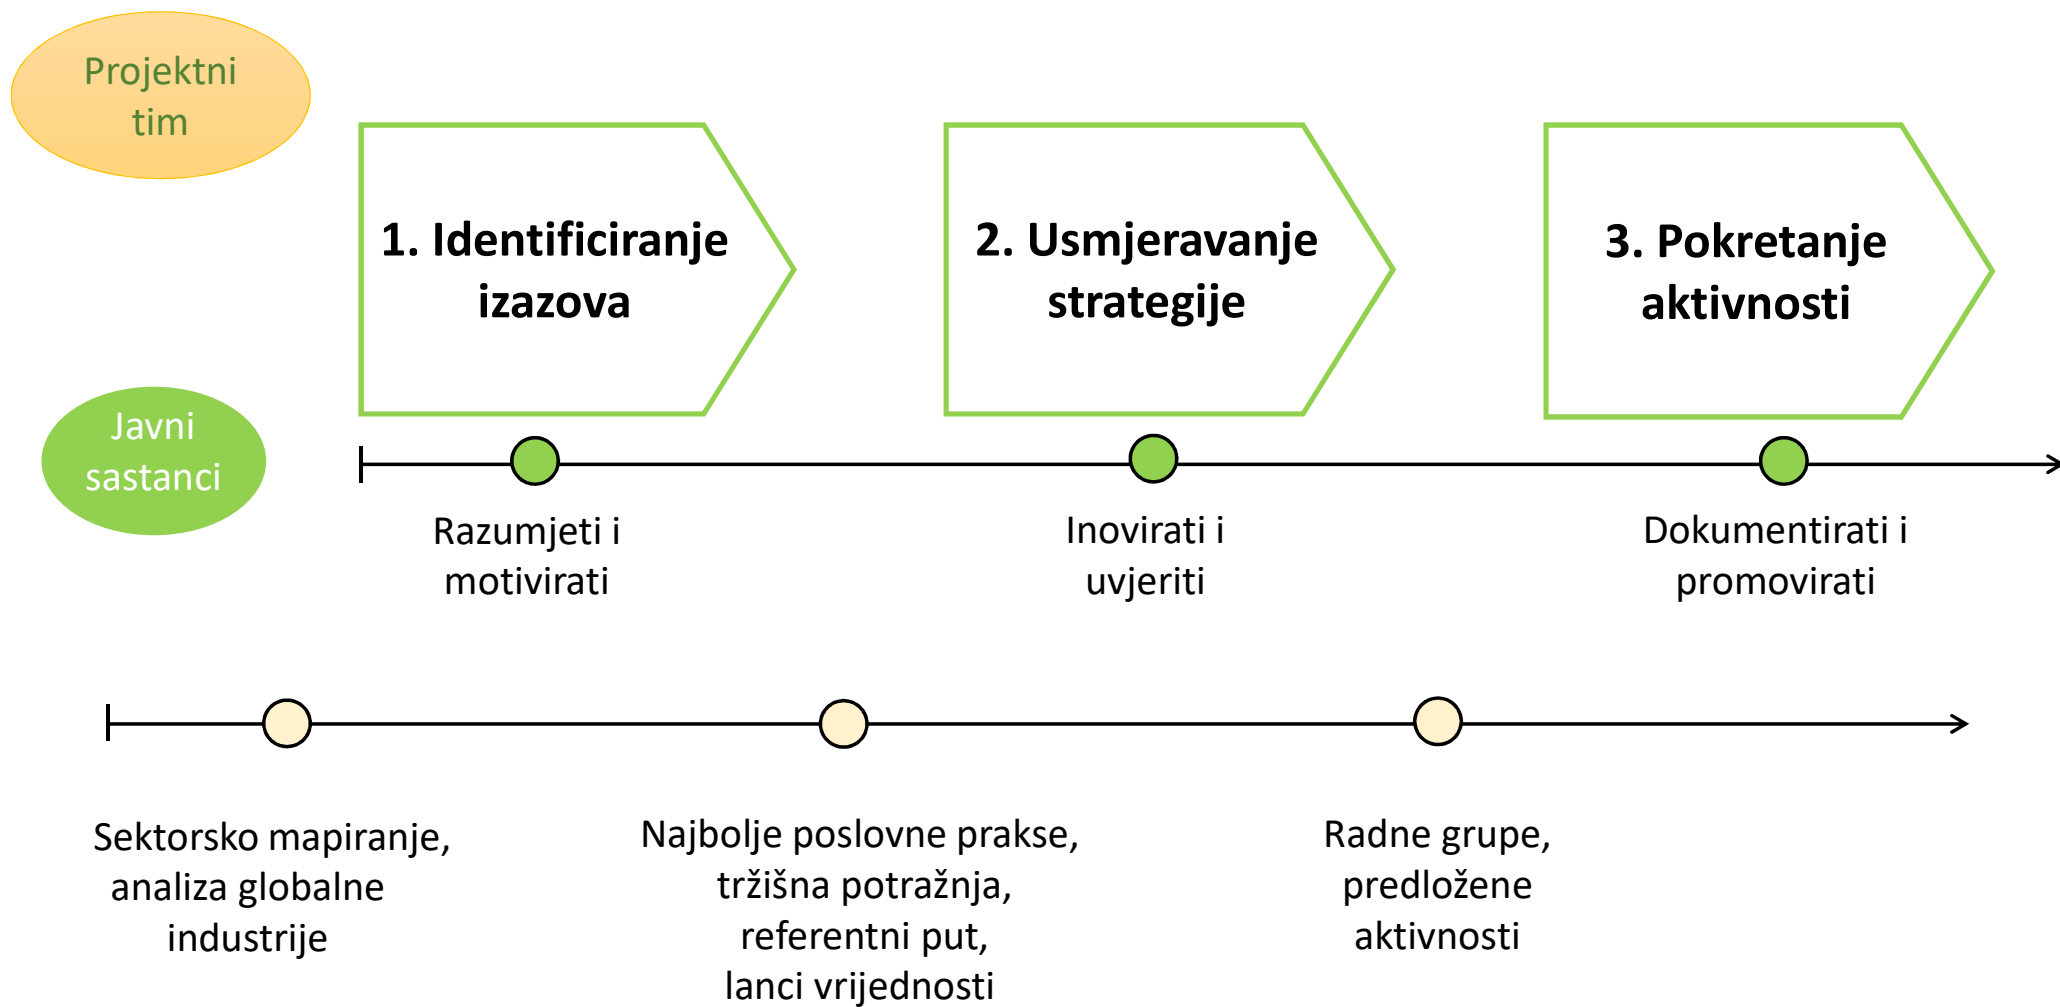 Projektni
tim
1. Identificiranje
izazova
2. Usmjeravanje
strategije
3. Pokretanje
aktivnosti
Javni
sastanci
Razumjeti i
motivirati
Inovirati i
uvjeriti
Dokumentirati i
promovirati
Sektorsko mapiranje,
analiza globalne
industrije
Najbolje poslovne prakse,
tržišna potražnja,
referentni put,
lanci vrijednosti
Radne grupe,
predložene
aktivnosti